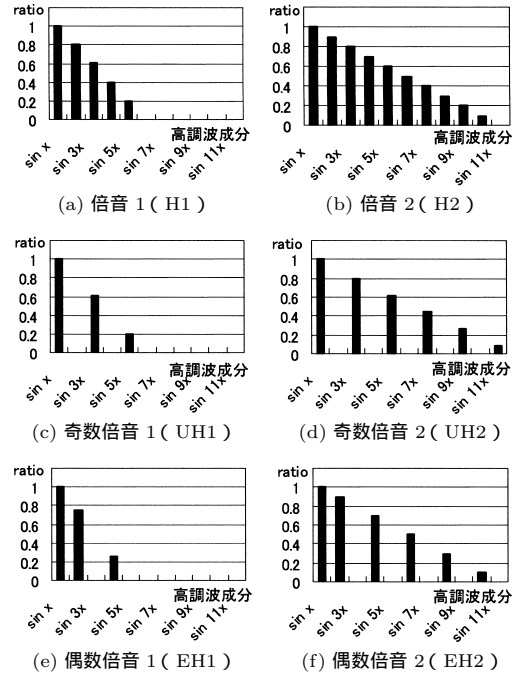 ratio
1
0.8
0.6
0.4
0.2
0
高調波成分
sin x
sin 3x
sin 5x
sin 7x
sin 9x
sin 11x
(a) 倍音 1 ( H1 )
ratio
1
0.8
0.6
0.4
0.2
0
高調波成分
sin x
sin 3x
sin 5x
sin 7x
sin 9x
sin 11x
(b) 倍音 2 ( H2 )
ratio
1
0.8
0.6
0.4
0.2
0
高調波成分
sin x
sin 3x
sin 5x
sin 7x
sin 9x
sin 11x
(c) 奇数倍音 1 ( UH1 )
ratio
1
0.8
0.6
0.4
0.2
0
高調波成分
sin x
sin 3x
sin 5x
sin 7x
sin 9x
sin 11x
(d) 奇数倍音 2 ( UH2 )
ratio
1
0.8
0.6
0.4
0.2
0
高調波成分
sin x
sin 3x
sin 5x
sin 7x
sin 9x
sin 11x
(e) 偶数倍音 1 ( EH1 )
ratio
1
0.8
0.6
0.4
0.2
0
高調波成分
sin x
sin 3x
sin 5x
sin 7x
sin 9x
sin 11x
(f) 偶数倍音 2 ( EH2 )